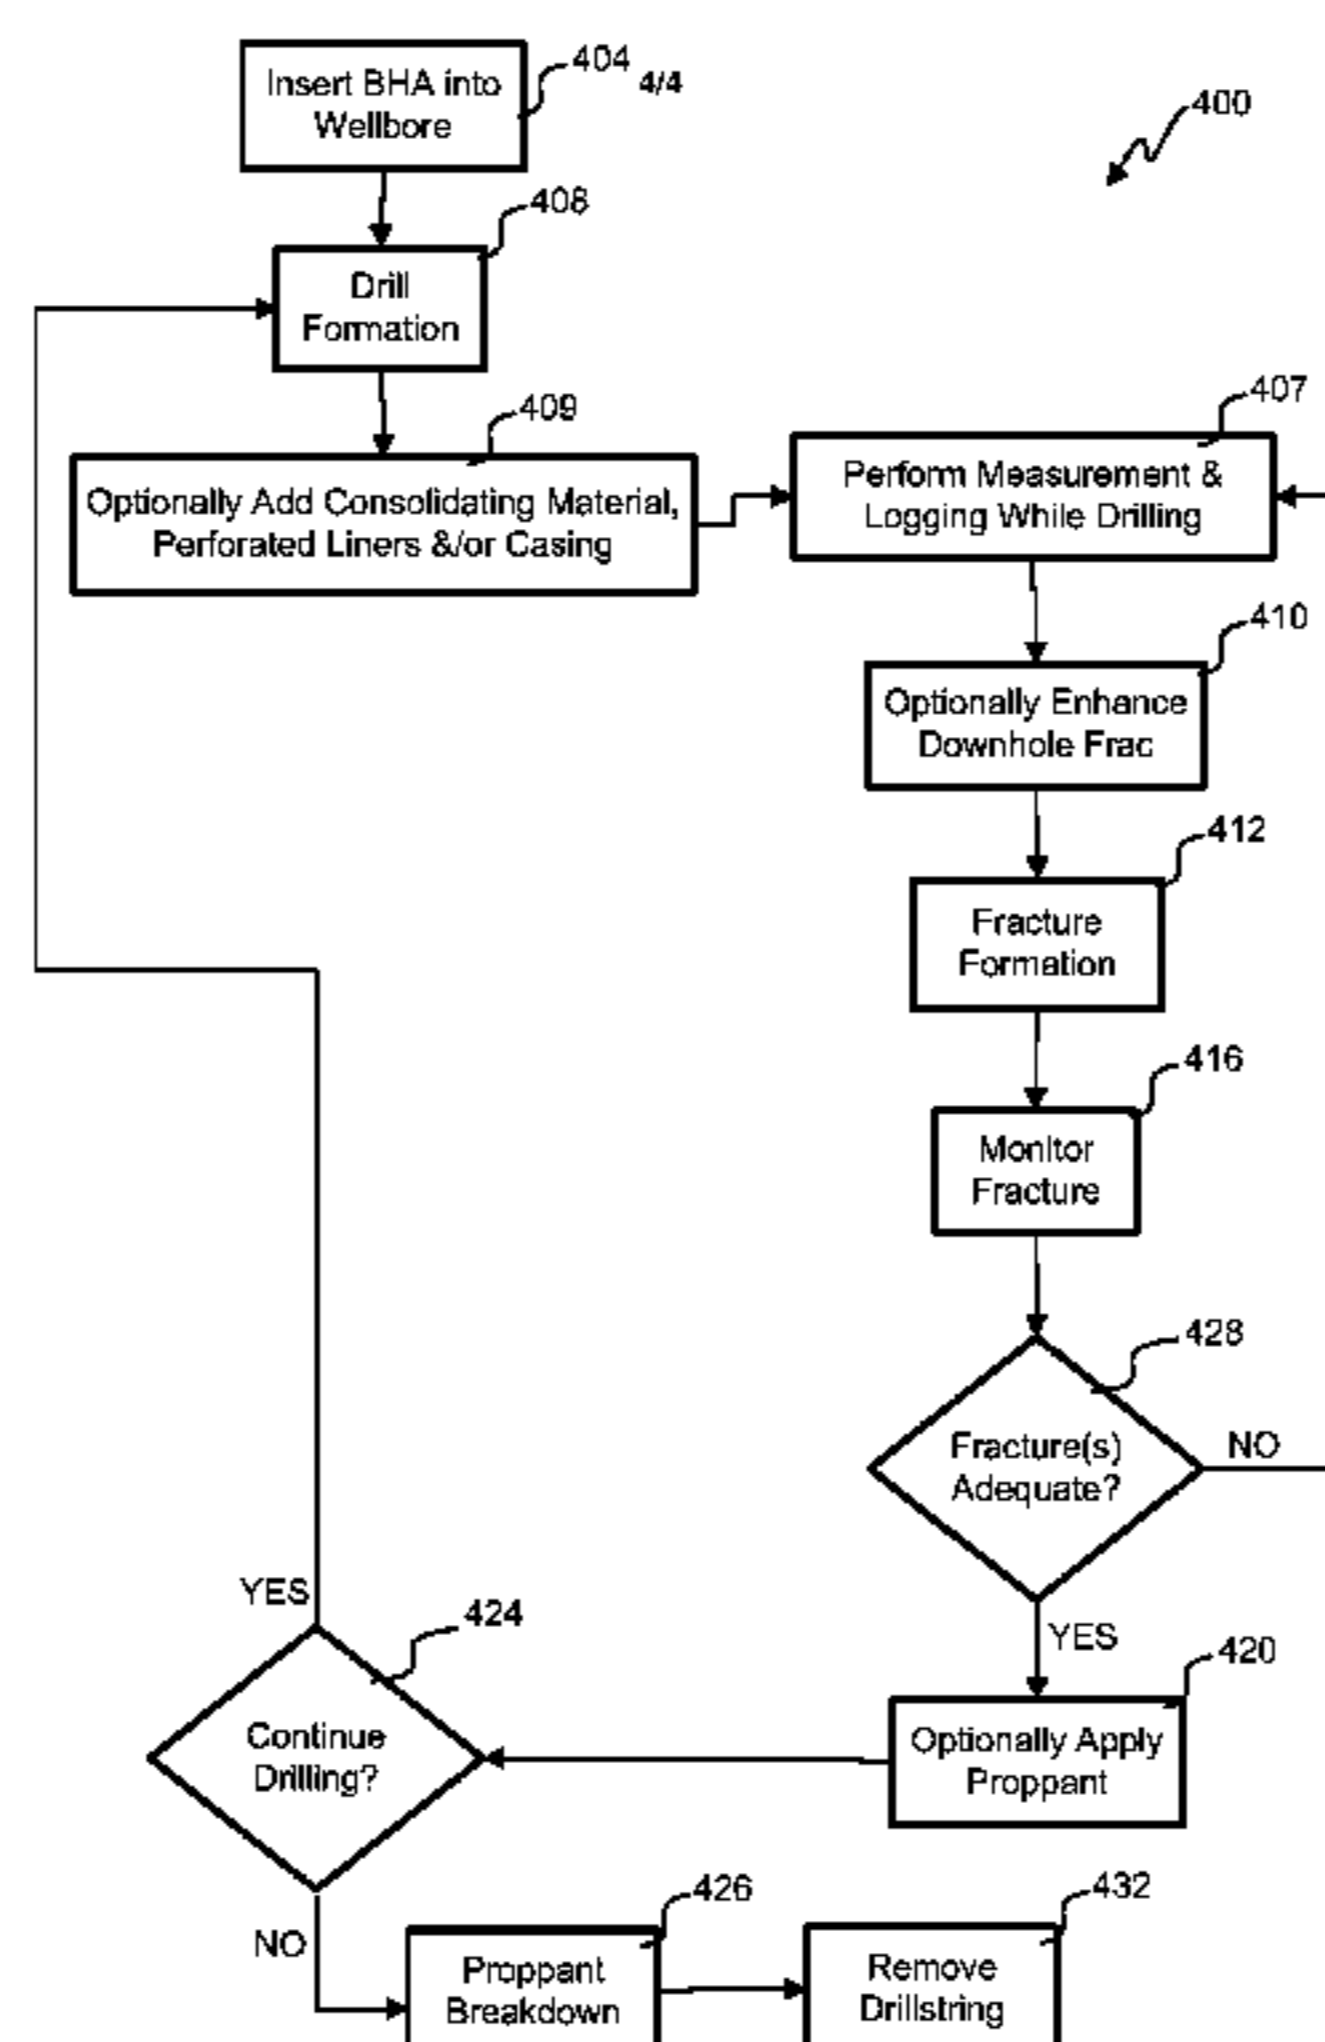 Insert BHA into
Wellbore
404
4/4
400
408
Drill
Formation
409
Optionally Add Consolidating Material,
Perforated Liners &/or Casing
407
Perform Measurement &
Logging While Drilling
410
Optionally Enhance
Downhole Frac
412
Fracture
Formation
416
Monitor
Fracture
428
Fracture(s)
Adequate?
NO
YES
420
Optionally Apply
Proppant
YES
424
Continue
Drilling?
NO
426
Proppant
Breakdown
432
Remove
Drillstring